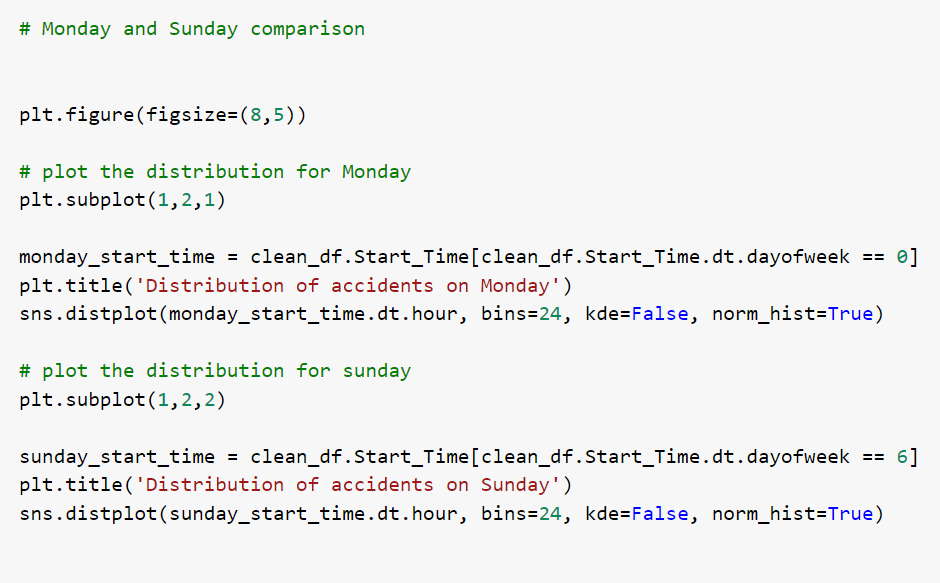 # Monday and Sunday comparison
plt.figure(figsize=(8,5))
# plot the distribution for Monday
plt.subplot(1,2,1)
monday_start_time = clean_df.Start_Time[clean_df.Start_Time.dt.dayofweek == 0]
plt.title('Distribution of accidents on Monday')
sns.distplot(monday_start_time.dt.hour, bins=24, kde=False, norm_hist=True)
# plot the distribution for sunday
plt.subplot(1,2,2)
sunday_start_time = clean_df.Start_Time[clean_df.Start_Time.dt.dayofweek == 6]
plt.title('Distribution of accidents on Sunday')
sns.distplot(sunday_start_time.dt.hour, bins=24, kde=False, norm_hist=True)